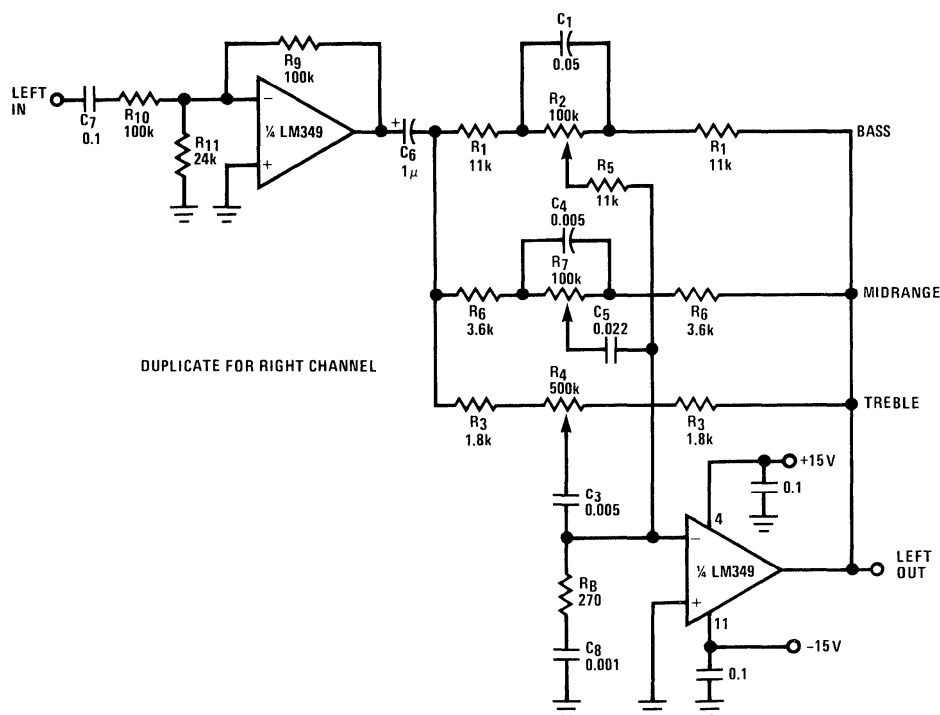 C1
0.05
R9
100k
LEFT
IN
C7
0.1
R10
100k
R11
24k
−
+
¼ LM349
+
C6
1μ
R1
11k
R2
100k
R1
11k
BASS
R5
11k
C4
0.005
R7
100k
R6
3.6k
C5
0.022
R6
3.6k
MIDRANGE
DUPLICATE FOR RIGHT CHANNEL
R4
500k
R3
1.8k
R3
1.8k
TREBLE
+15V
0.1
C3
0.005
4
−
+
¼ LM349
11
LEFT
OUT
RB
270
C8
0.001
−15V
0.1